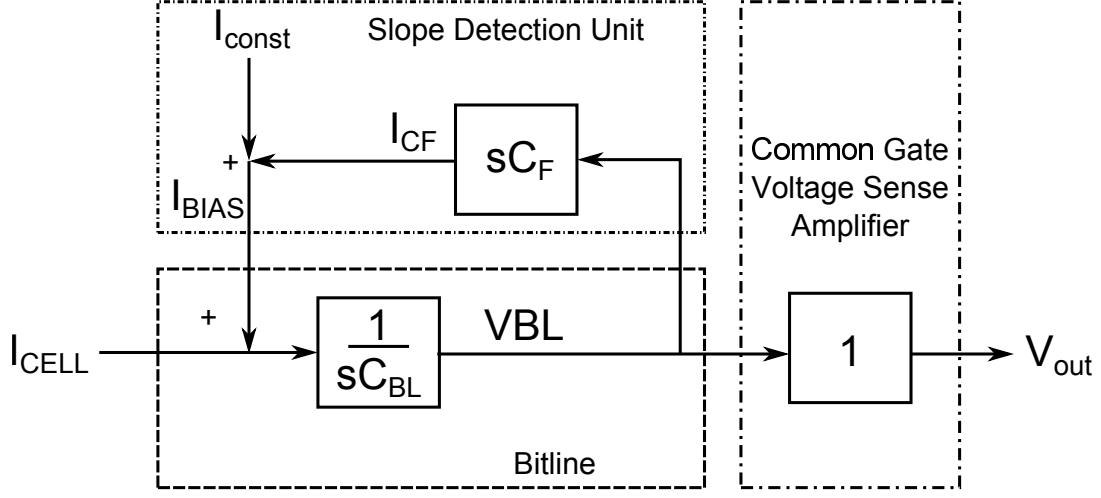 I_const
Slope Detection Unit
I_CF
sC_F
+
I_BIAS
Common Gate
Voltage Sense
Amplifier
+
I_CELL
1
sC_BL
VBL
1
V_out
Bitline